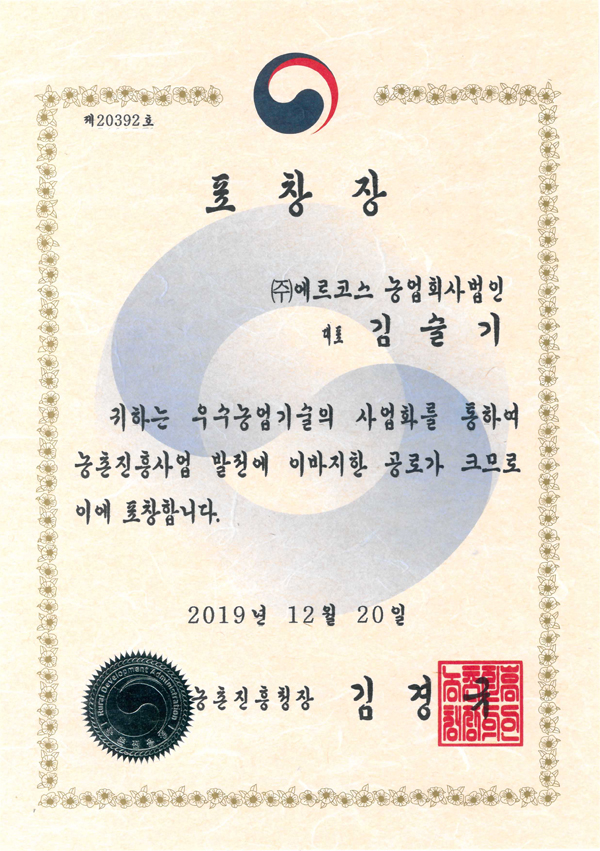 제20392호
표 창 장
㈜에르코스 농업회사법인
대표 김 슬 기
귀하는 우수농업기술의 사업화를 통하여
농촌진흥사업 발전에 이바지한 공로가 크므로
이에 표창합니다.
2019년 12월 20일
Rural Development Administration
농촌진흥청장 김 경 규